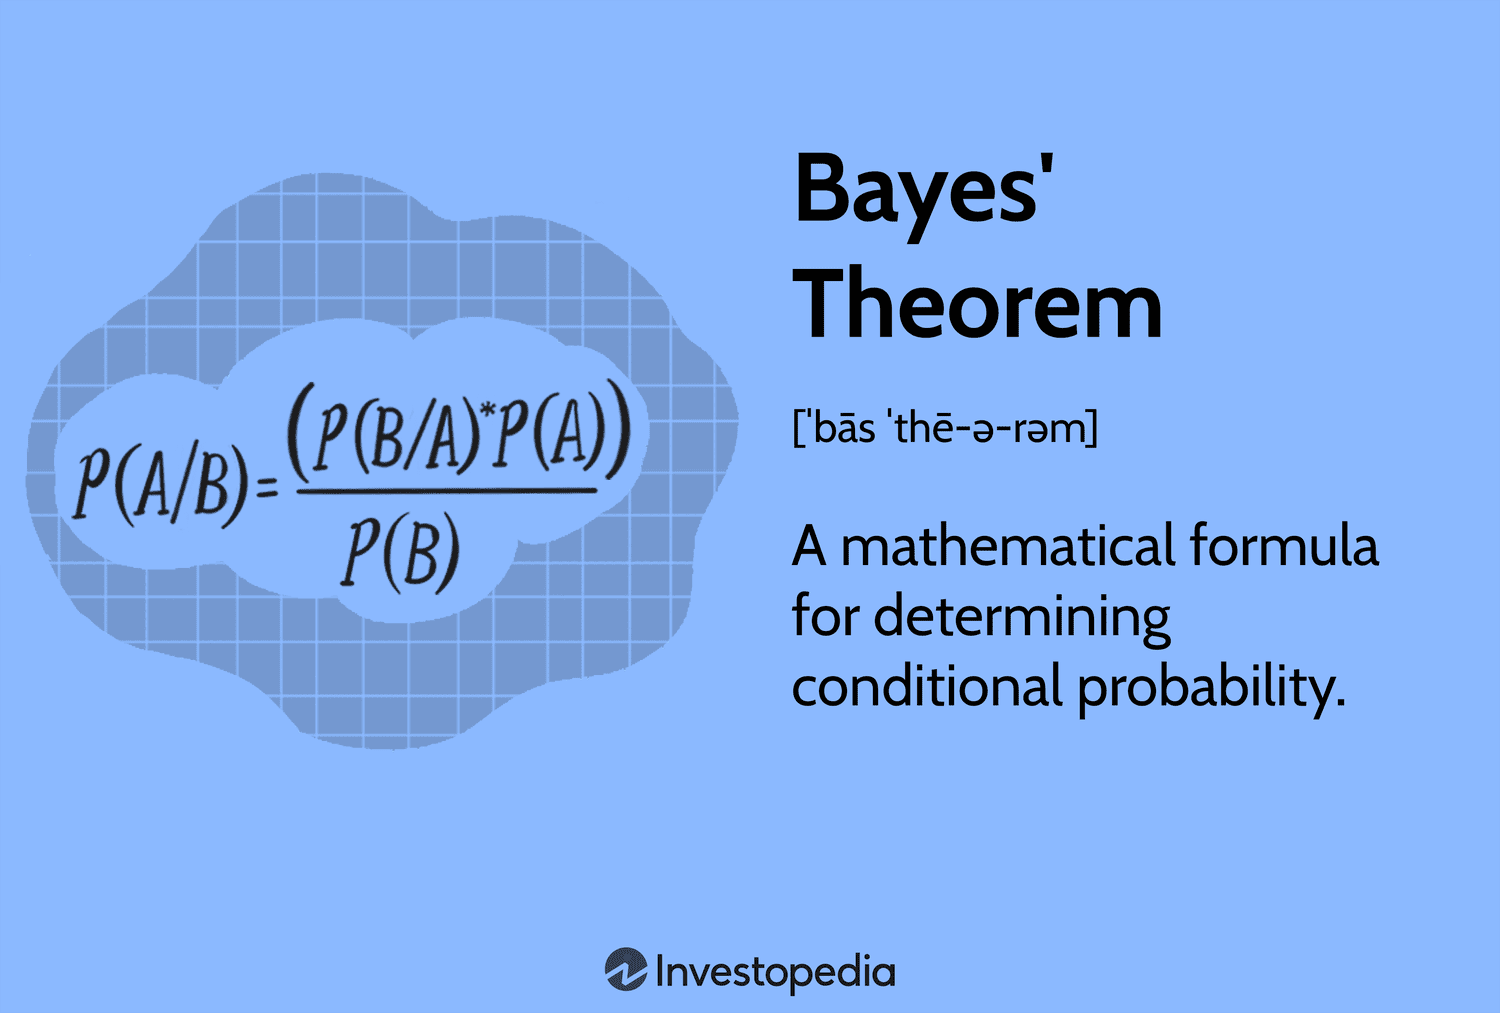 Bayes'
Theorem
[ˈbās ˈthē-ə-rəm]
A mathematical formula
for determining
conditional probability.
P(A/B)=
(P(B/A)*P(A))
P(B)
Investopedia